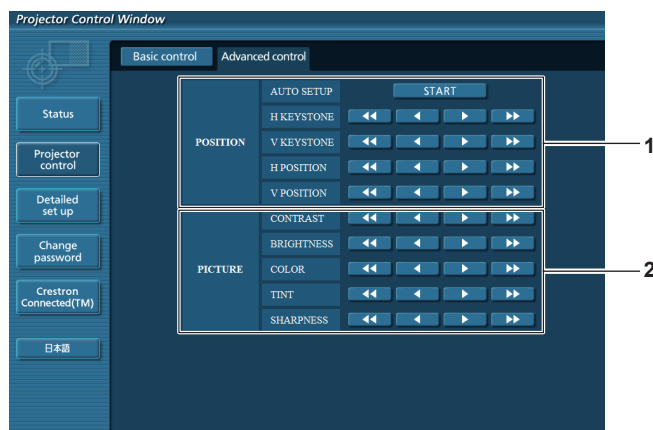 Projector Control Window
Basic control
Advanced control
Status
Projector
control
Detailed
set up
Change
password
Crestron
Connected(TM)
日本語
POSITION
AUTO SETUP
START
H KEYSTONE
V KEYSTONE
H POSITION
V POSITION
1
PICTURE
CONTRAST
BRIGHTNESS
COLOR
TINT
SHARPNESS
2